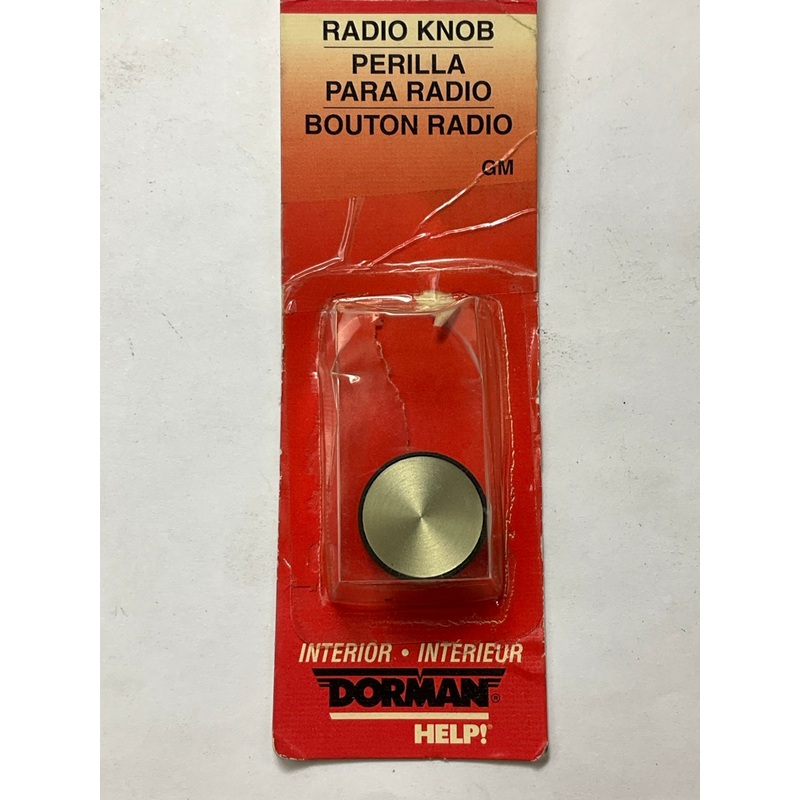 RADIO KNOB
PERILLA
PARA RADIO
BOUTON RADIO
GM
INTERIOR • INTÉRIEUR
DORMAN®
HELP!®